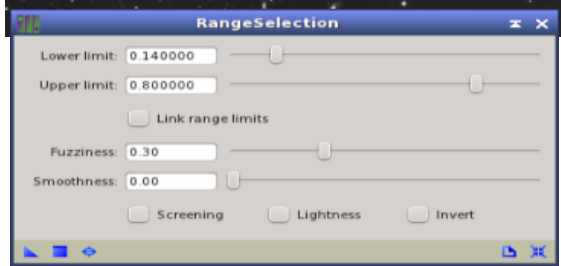 RangeSelection
Lower limit: 0.140000
Upper limit: 0.800000
Link range limits
Fuzziness: 0.30
Smoothness: 0.00
Screening Lightness Invert